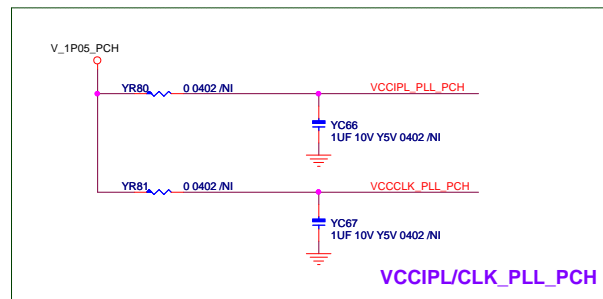 V_1P05_PCH
YR80 0 0402 /NI VCCIPL_PLL_PCH
YC66
1UF 10V Y5V 0402 /NI
YR81 0 0402 /NI VCCCLK_PLL_PCH
YC67
1UF 10V Y5V 0402 /NI
VCCIPL/CLK_PLL_PCH